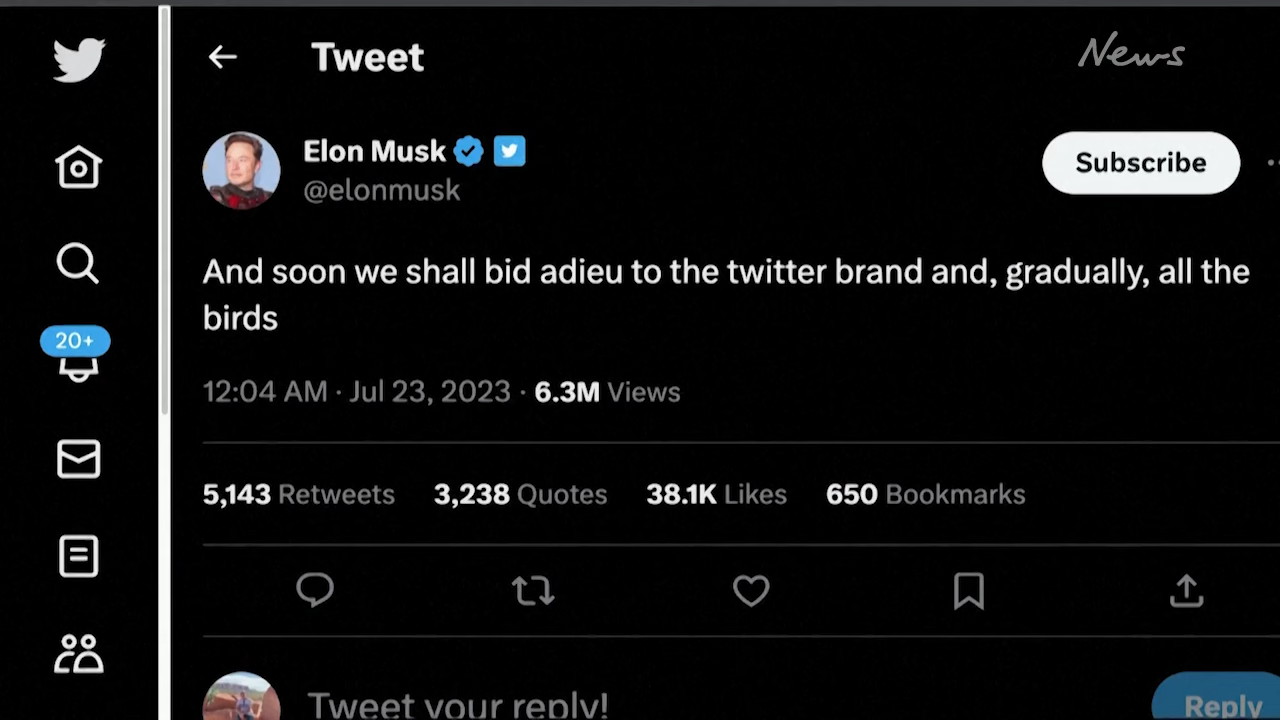 Tweet
News
Elon Musk
@elonmusk
Subscribe
And soon we shall bid adieu to the twitter brand and, gradually, all the
birds
20+
12:04 AM · Jul 23, 2023 · 6.3M Views
5,143 Retweets 3,238 Quotes 38.1K Likes 650 Bookmarks
Tweet your reply!
Reply